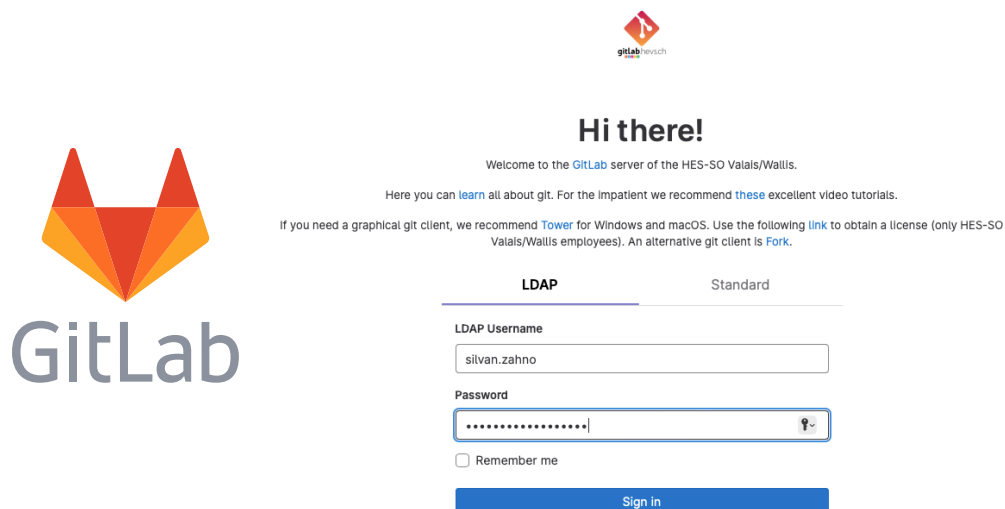 GitLab
gitlab.hevs.ch
Hi there!
Welcome to the GitLab server of the HES-SO Valais/Wallis.
Here you can learn all about git. For the impatient we recommend these excellent video tutorials.
If you need a graphical git client, we recommend Tower for Windows and macOS. Use the following link to obtain a license (only HES-SO
Valais/Wallis employees). An alternative git client is Fork.
LDAP
Standard
LDAP Username
silvan.zahno
Password
•••••••••••••••••
Remember me
Sign in